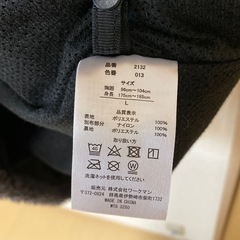 品番 2132
色番 013
サイズ
胸囲 96cm〜104cm
身長 175cm〜185cm
L
品質表示
表地 ポリエステル 100%
別布部分 ナイロン 100%
裏地 ポリエステル 100%
取り扱い方
40
洗濯ネットを使用してください。
販売元 株式会社ワークマン
〒372-0824
群馬県伊勢崎市柴町1732
MADE IN CHINA